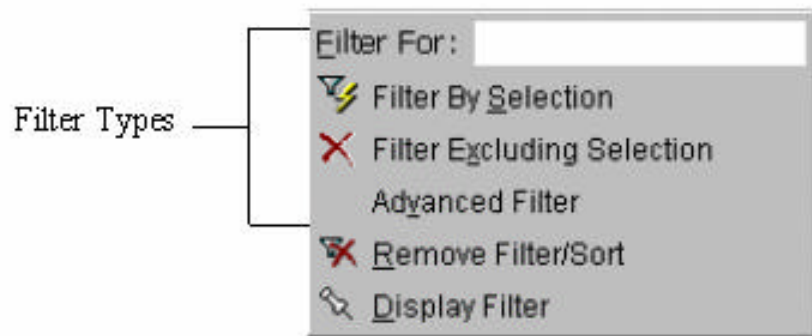 Filter Types
Filter For:
Filter By Selection
Filter Excluding Selection
Advanced Filter
Remove Filter/Sort
Display Filter